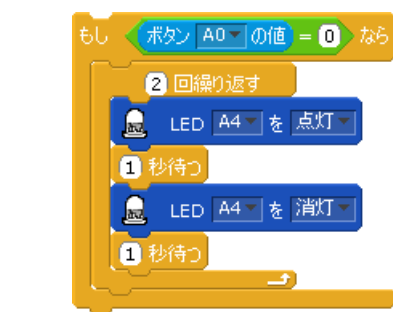 もし ボタン A0 の値 = 0 なら
2 回繰り返す
LED A4 を 点灯
1 秒待つ
LED A4 を 消灯
1 秒待つ